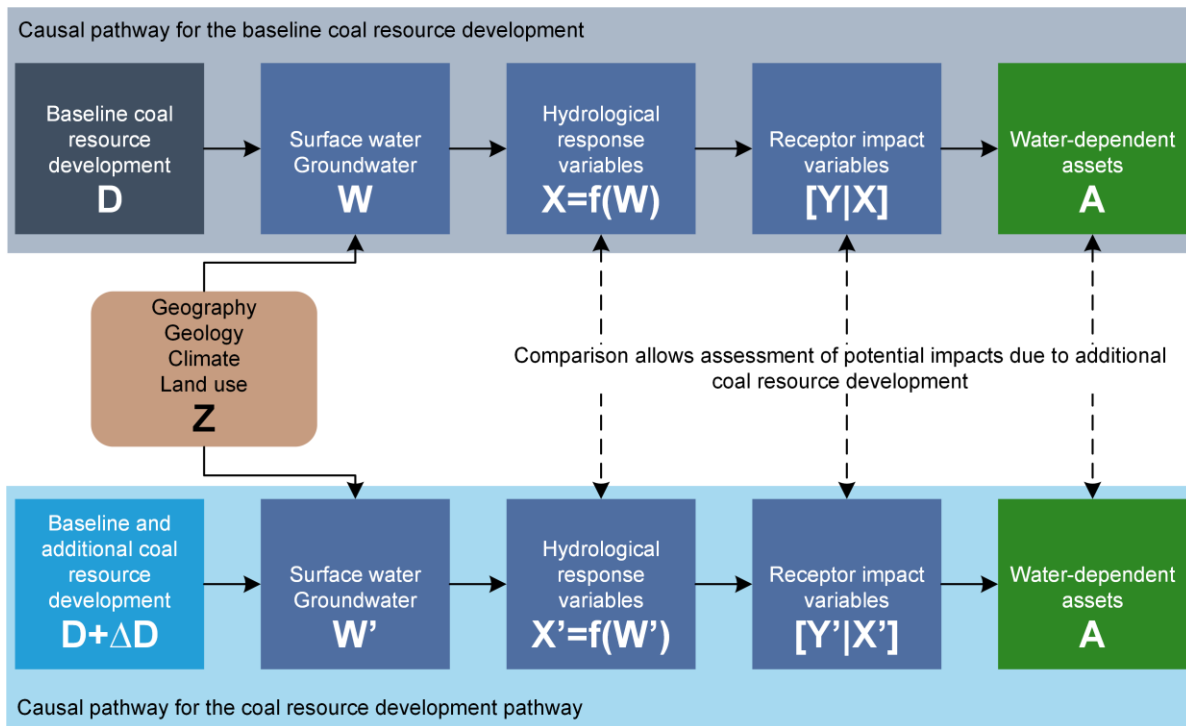 Causal pathway for the baseline coal resource development
Baseline coal
resource
development
D
Surface water
Groundwater
W
Hydrological
response
variables
X=f(W)
Receptor impact
variables
[Y|X]
Water-dependent
assets
A
Geography
Geology
Climate
Land use
Z
Comparison allows assessment of potential impacts due to additional
coal resource development
Baseline and
additional coal
resource
development
D+ΔD
Surface water
Groundwater
W’
Hydrological
response
variables
X’=f(W’)
Receptor impact
variables
[Y’|X’]
Water-dependent
assets
A
Causal pathway for the coal resource development pathway